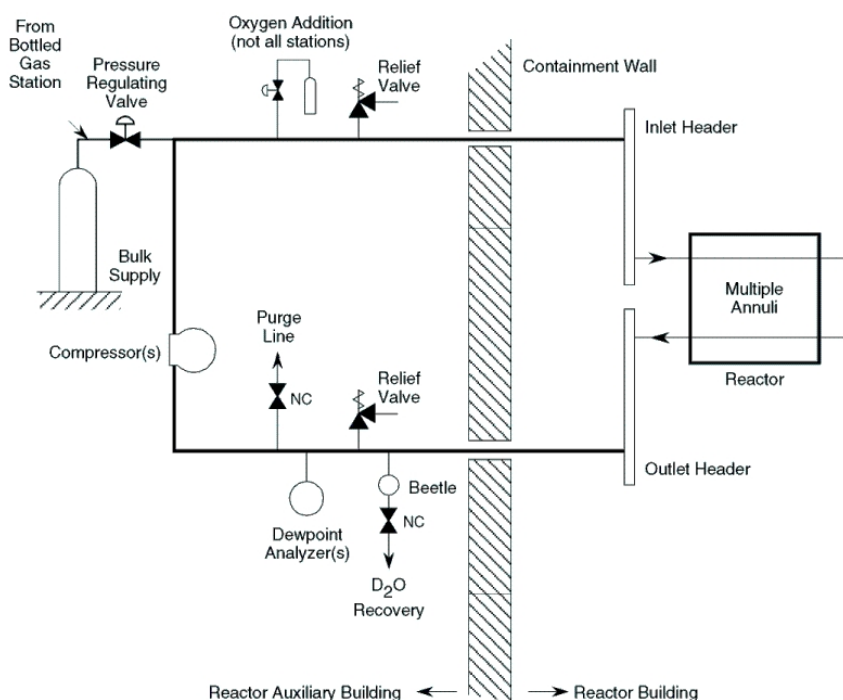 From
Bottled
Gas
Station
Pressure
Regulating
Valve
Oxygen Addition
(not all stations)
Relief
Valve
Containment Wall
Inlet Header
Bulk
Supply
Multiple
Annuli
Reactor
Compressor(s)
Purge
Line
NC
Relief
Valve
Outlet Header
Dewpoint
Analyzer(s)
Beetle
NC
D2O
Recovery
Reactor Auxiliary Building
Reactor Building